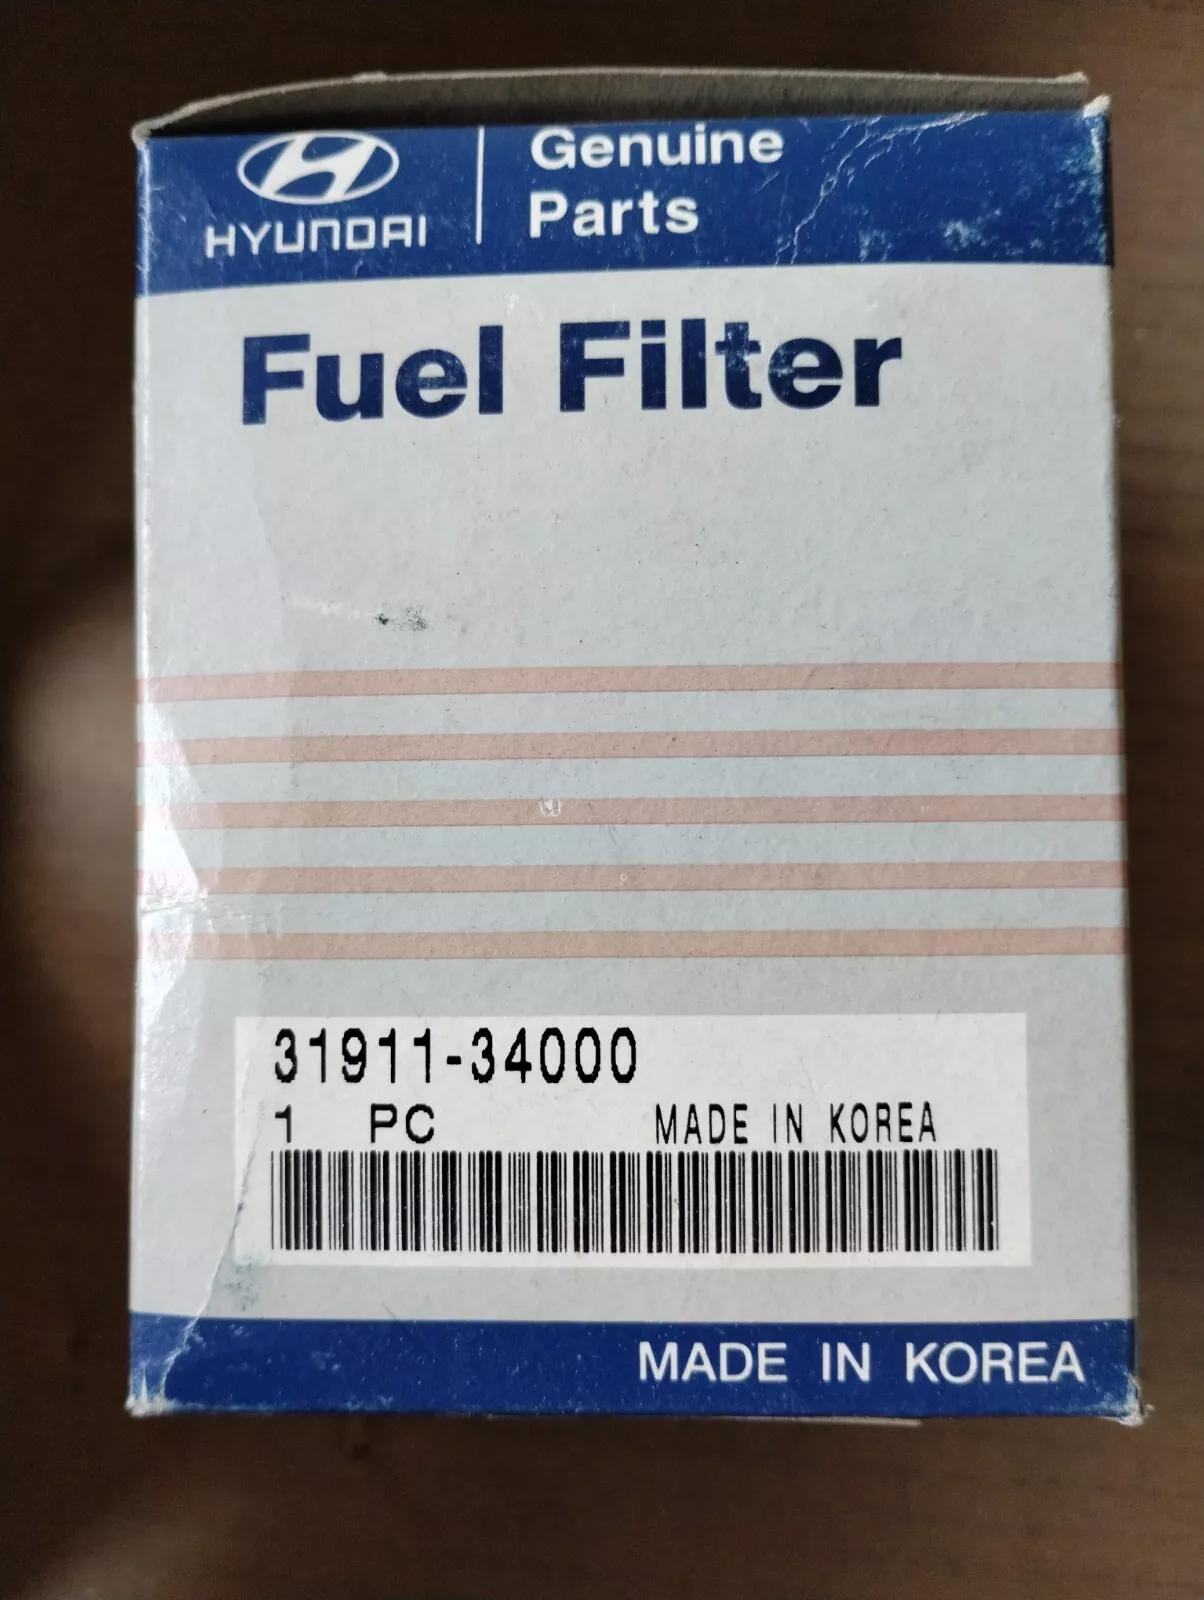 HYUNDAI
Genuine
Parts
Fuel Filter
31911-34000
1 PC MADE IN KOREA
MADE IN KOREA